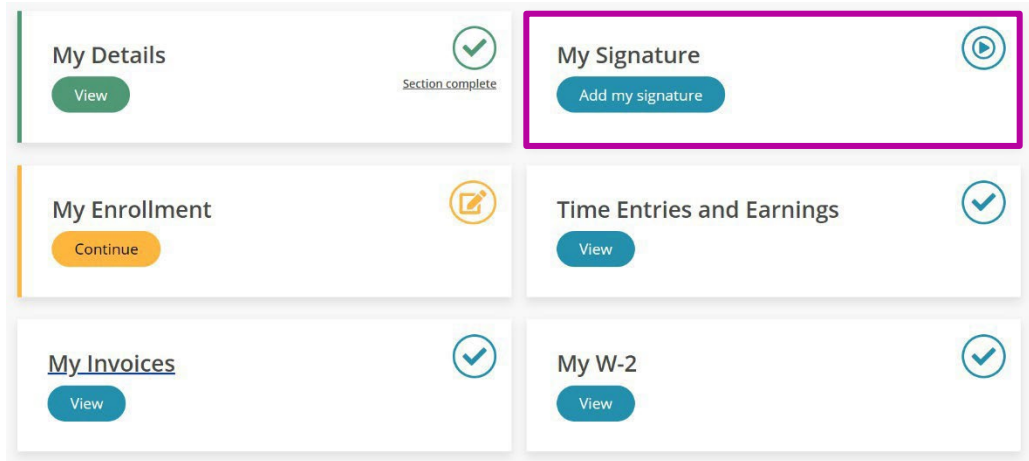 My Details
View
Section complete
My Signature
Add my signature
My Enrollment
Continue
Time Entries and Earnings
View
My Invoices
View
My W-2
View